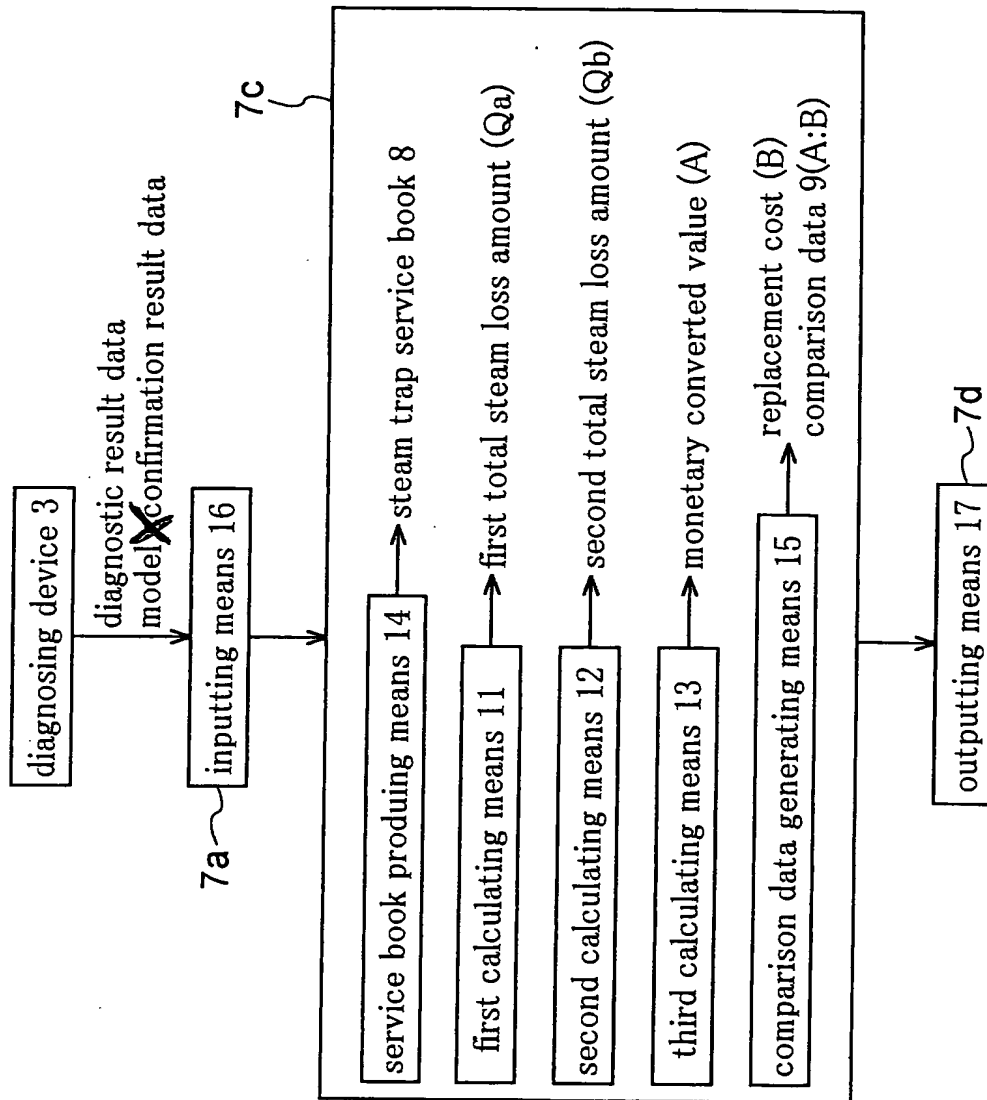 diagnosing device 3
diagnostic result data
model confirmation result data
7a
inputting means 16
7c
service book produing means 14
steam trap service book 8
first calculating means 11
first total steam loss amount (Qa)
second calculating means 12
second total steam loss amount (Qb)
third calculating means 13
monetary converted value (A)
comparison data generating means 15
replacement cost (B)
comparison data 9(A:B)
outputting means 17
7d